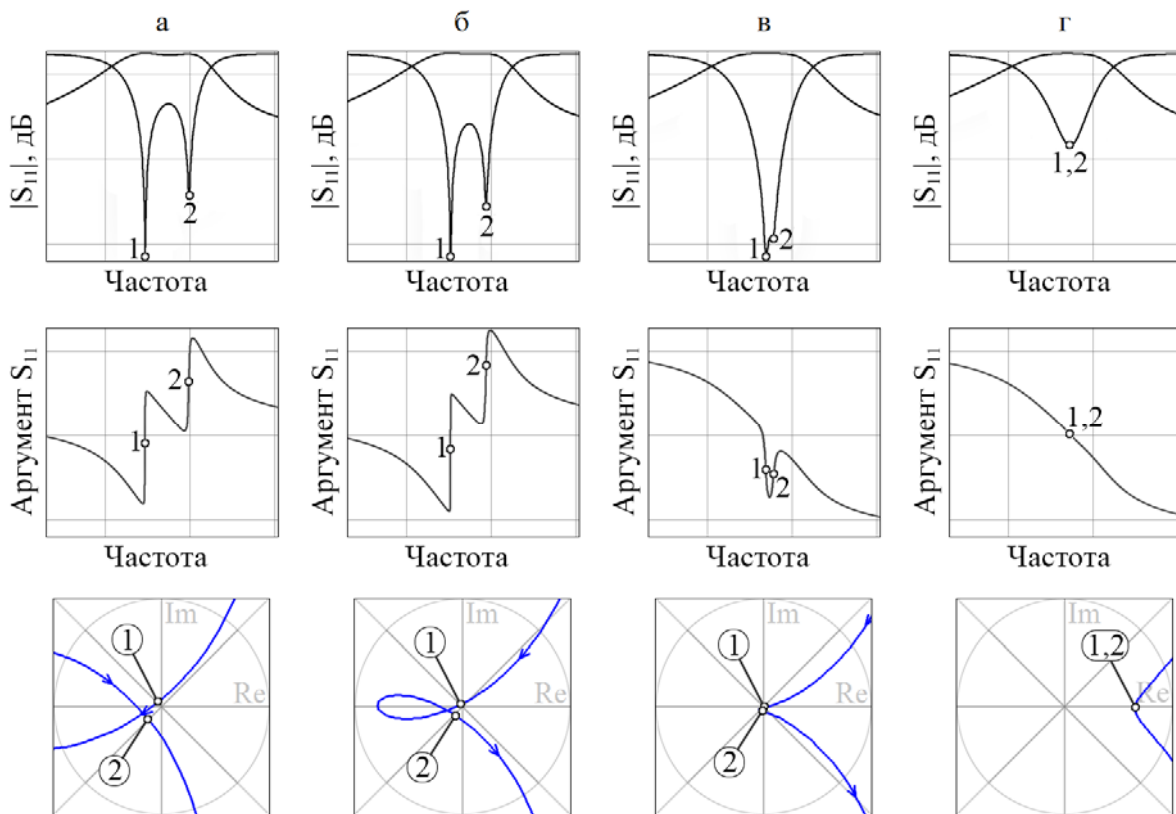 а б в г
|S₁₁|, дБ
1
2
Частота
|S₁₁|, дБ
1
2
Частота
|S₁₁|, дБ
1
2
Частота
|S₁₁|, дБ
1,2
Частота
Аргумент S₁₁
1
2
Частота
Аргумент S₁₁
1
2
Частота
Аргумент S₁₁
1
2
Частота
Аргумент S₁₁
1,2
Частота
Im
1
Re
2
Im
1
Re
2
Im
1
Re
2
Im
1,2
Re